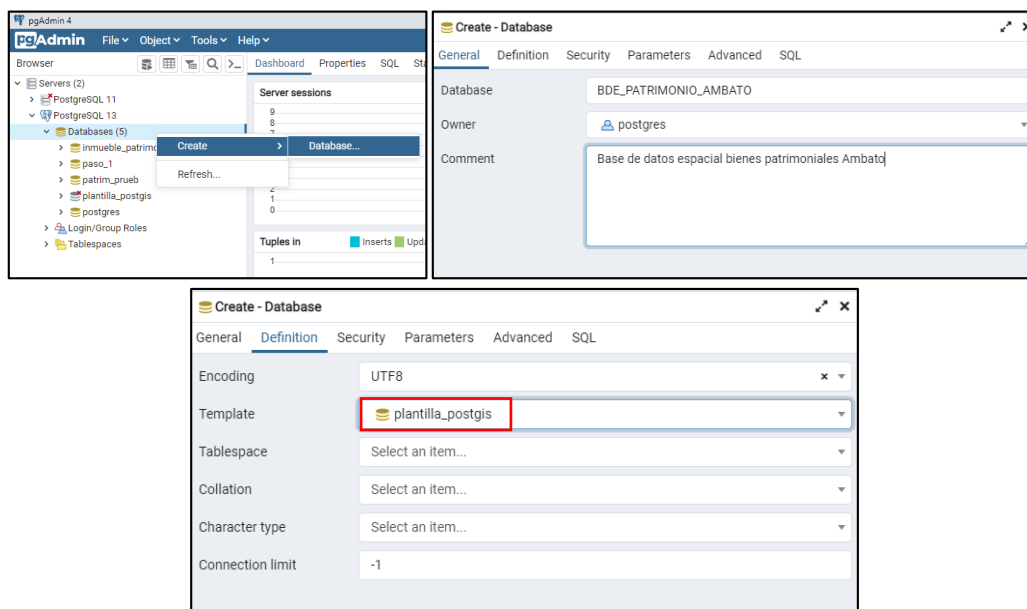 pgAdmin 4
pgAdmin File Object Tools Help
Browser Dashboard Properties SQL
Servers (2)
PostgreSQL 11
PostgreSQL 13
Databases (5)
inmueble_patrimo
paso_1
patrim_prueb
plantilla_postgis
postgres
Login/Group Roles
Tablespaces
Create
Database...
Refresh...
Server sessions
9
8
2
1
0
Tuples in Inserts Upd
1
Create - Database
General Definition Security Parameters Advanced SQL
Database BDE_PATRIMONIO_AMBATO
Owner postgres
Comment Base de datos espacial bienes patrimoniales Ambato
Create - Database
General Definition Security Parameters Advanced SQL
Encoding UTF8
Template plantilla_postgis
Tablespace Select an item...
Collation Select an item...
Character type Select an item...
Connection limit -1